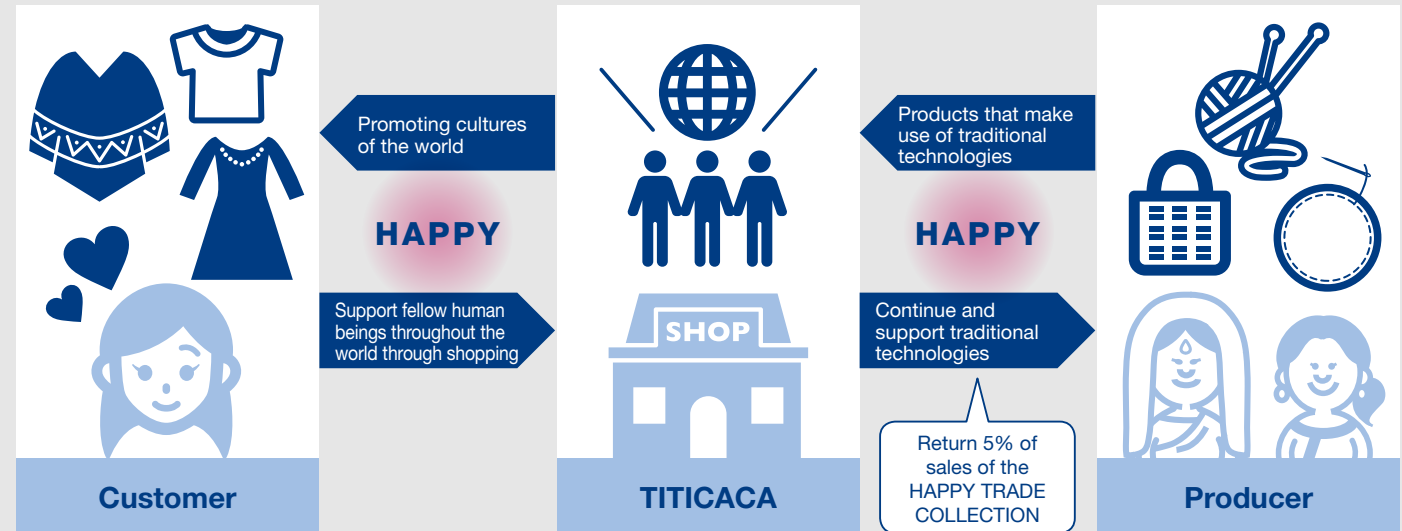 Promoting cultures
of the world
HAPPY
Support fellow human
beings throughout the
world through shopping
Customer
SHOP
TITICACA
Products that make
use of traditional
technologies
HAPPY
Continue and
support traditional
technologies
Return 5% of
sales of the
HAPPY TRADE
COLLECTION
Producer